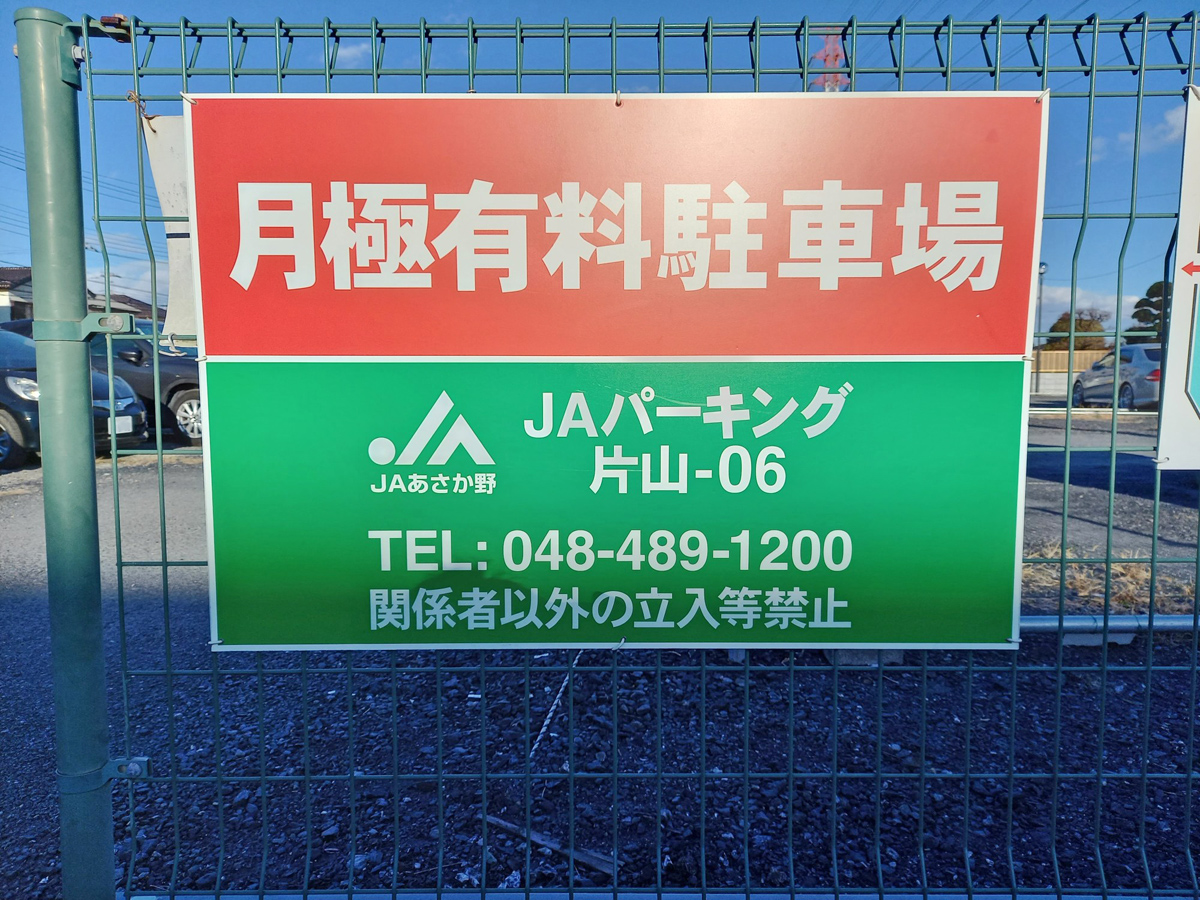 月極有料駐車場
JAパーキング
片山-06
JAあさか野
TEL: 048-489-1200
関係者以外の立入等禁止